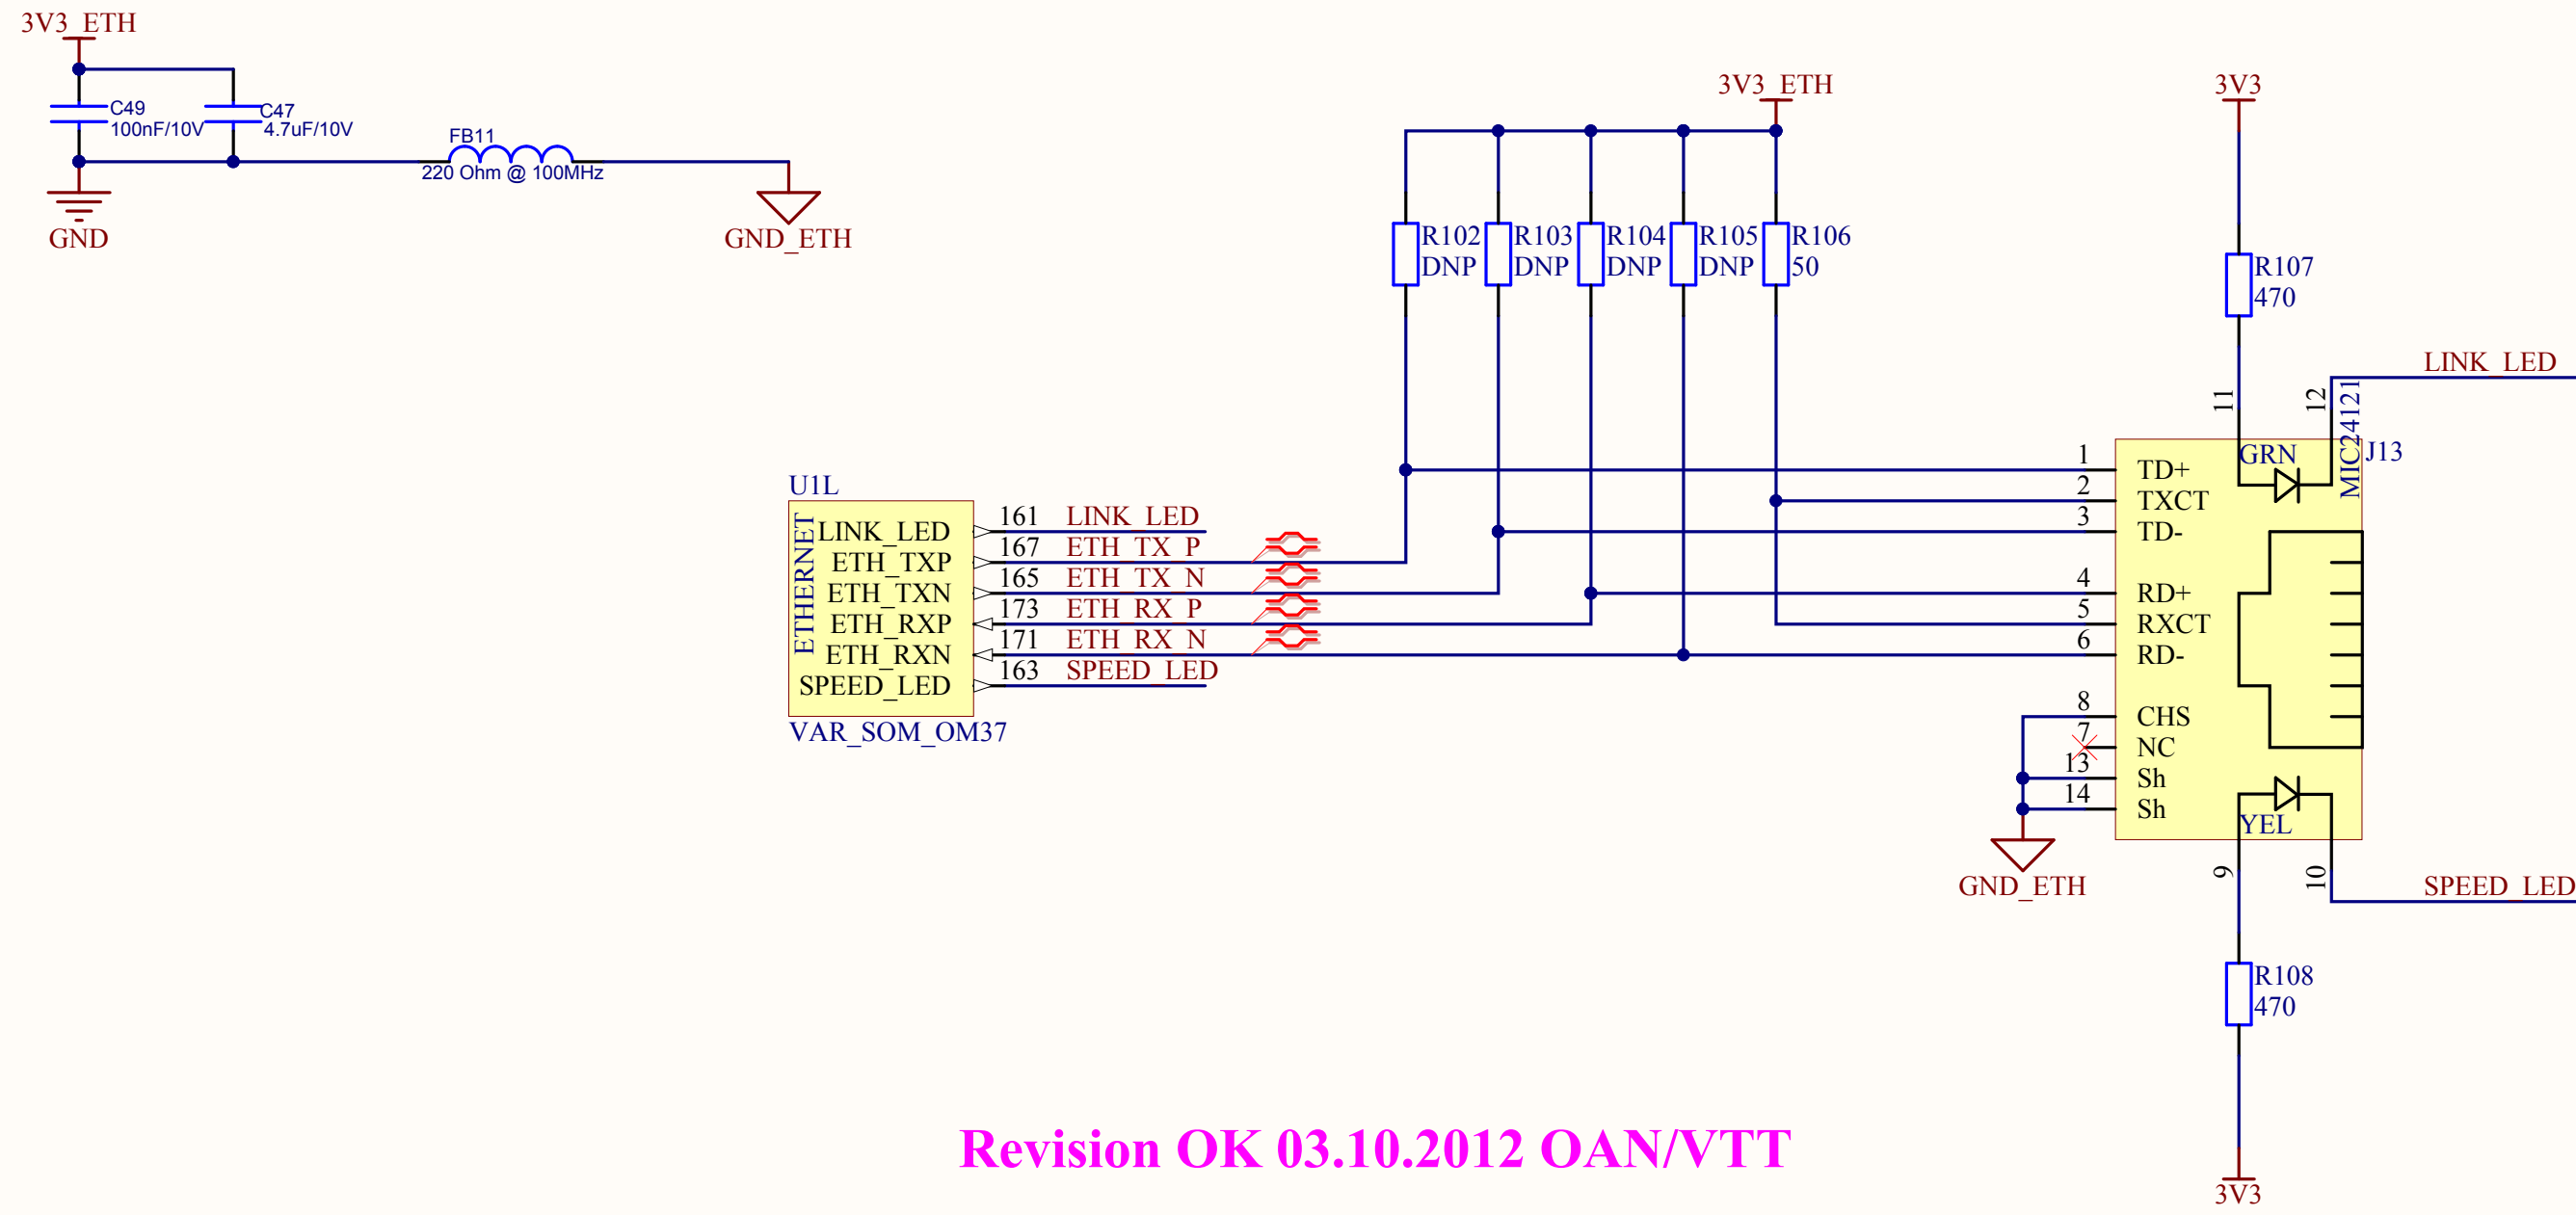 3V3_ETH
C49
100nF/10V
C47
4.7uF/10V
FB11
220 Ohm @ 100MHz
GND
GND_ETH
3V3_ETH
R102
DNP
R103
DNP
R104
DNP
R105
DNP
R106
50
3V3
R107
470
LINK_LED
11
12
MIC24121
J13
GRN
U1L
ETHERNET
LINK_LED
161
LINK_LED
ETH_TXP
167
ETH_TX_P
ETH_TXN
165
ETH_TX_N
ETH_RXP
173
ETH_RX_P
ETH_RXN
171
ETH_RX_N
SPEED_LED
163
SPEED_LED
VAR_SOM_OM37
1
TD+
2
TXCT
3
TD-
4
RD+
5
RXCT
6
RD-
8
CHS
7
NC
13
Sh
14
Sh
YEL
GND_ETH
9
10
SPEED_LED
R108
470
3V3
Revision OK 03.10.2012 OAN/VTT